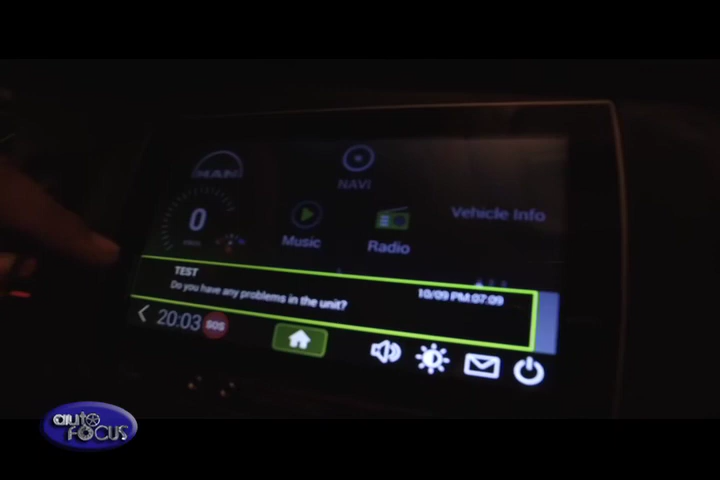 MAN
NAVI
0
Music
Radio
Vehicle Info
TEST
10/09 PM:07:09
Do you have any problems in the unit?
20:03
SOS
auto
FOCUS